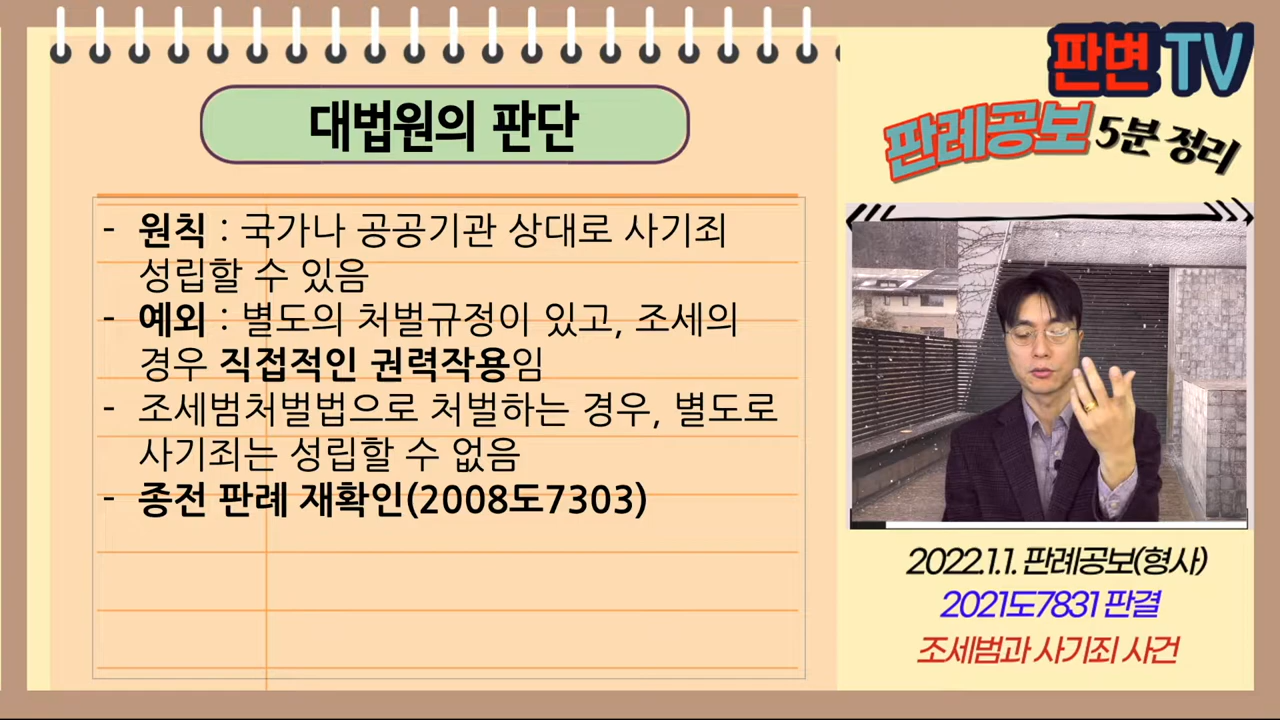 대법원의 판단
- 원칙 : 국가나 공공기관 상대로 사기죄
성립할 수 있음
- 예외 : 별도의 처벌규정이 있고, 조세의
경우 직접적인 권력작용임
- 조세범처벌법으로 처벌하는 경우, 별도로
사기죄는 성립할 수 없음
- 종전 판례 재확인(2008도7303)
판변 TV
판례공보 5분 정리
2022.1.1. 판례공보(형사)
2021도7831 판결
조세범과 사기죄 사건